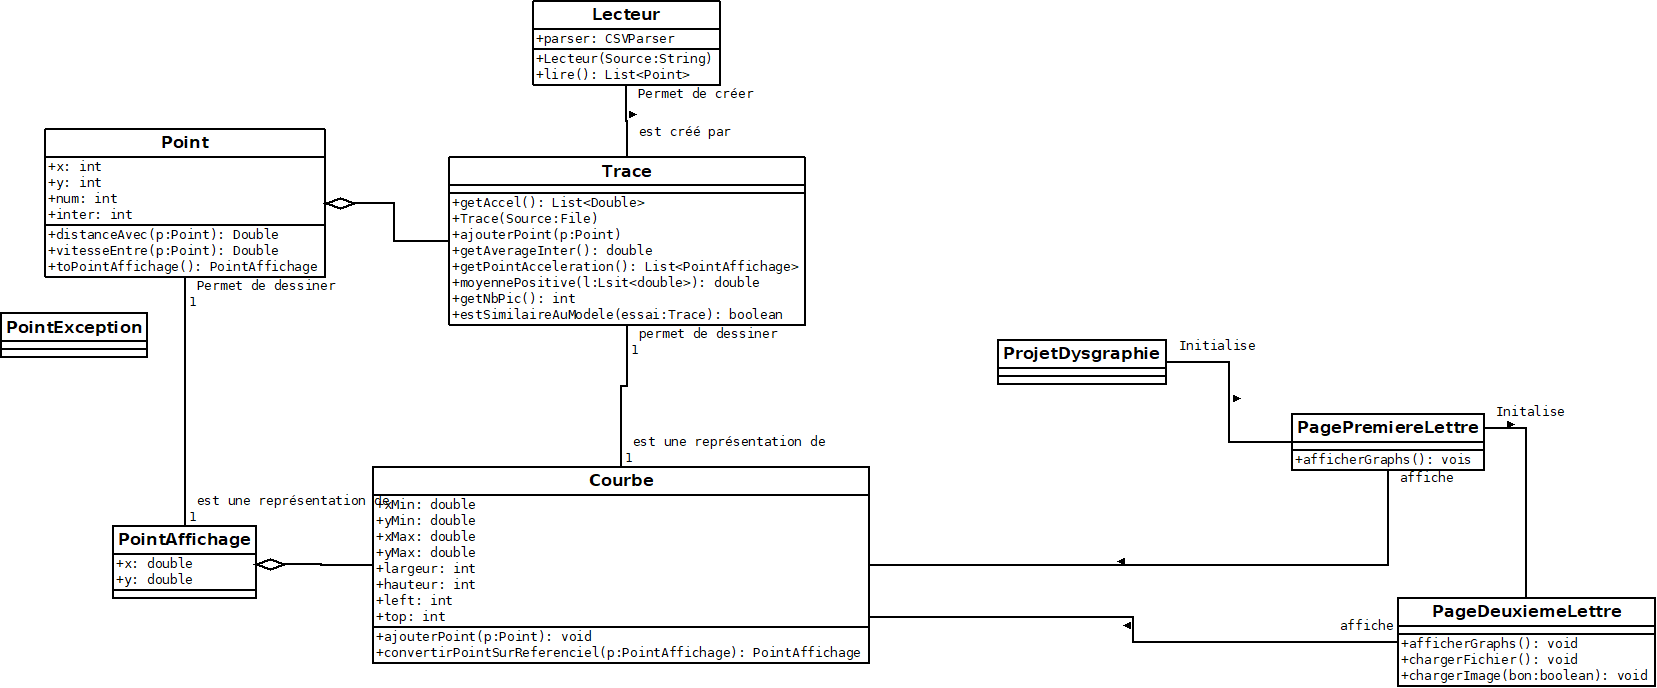 Lecteur
+parser: CSVParser
+Lecteur(Source:String)
+lire(): List<Point>
Permet de créer
est créé par
Point
+x: int
+y: int
+num: int
+inter: int
+distanceAvec(p:Point): Double
+vitesseEntre(p:Point): Double
+toPointAffichage(): PointAffichage
Permet de dessiner
1
Trace
+getAccel(): List<Double>
+Trace(Source:File)
+ajouterPoint(p:Point)
+getAverageInter(): double
+getPointAcceleration(): List<PointAffichage>
+moyennePositive(l:Lsit<double>): double
+getNbPic(): int
+estSimilaireAuModele(essai:Trace): boolean
permet de dessiner
1
PointException
ProjetDysgraphie
Initialise
PagePremiereLettre
+afficherGraphs(): vois
affiche
Initalise
est une représentation de
1
Courbe
+xMin: double
+yMin: double
+xMax: double
+yMax: double
+largeur: int
+hauteur: int
+left: int
+top: int
+ajouterPoint(p:Point): void
+convertirPointSurReferenciel(p:PointAffichage): PointAffichage
est une représentation de
1
PointAffichage
+x: double
+y: double
affiche
PageDeuxiemeLettre
+afficherGraphs(): void
+chargerFichier(): void
+chargerImage(bon:boolean): void